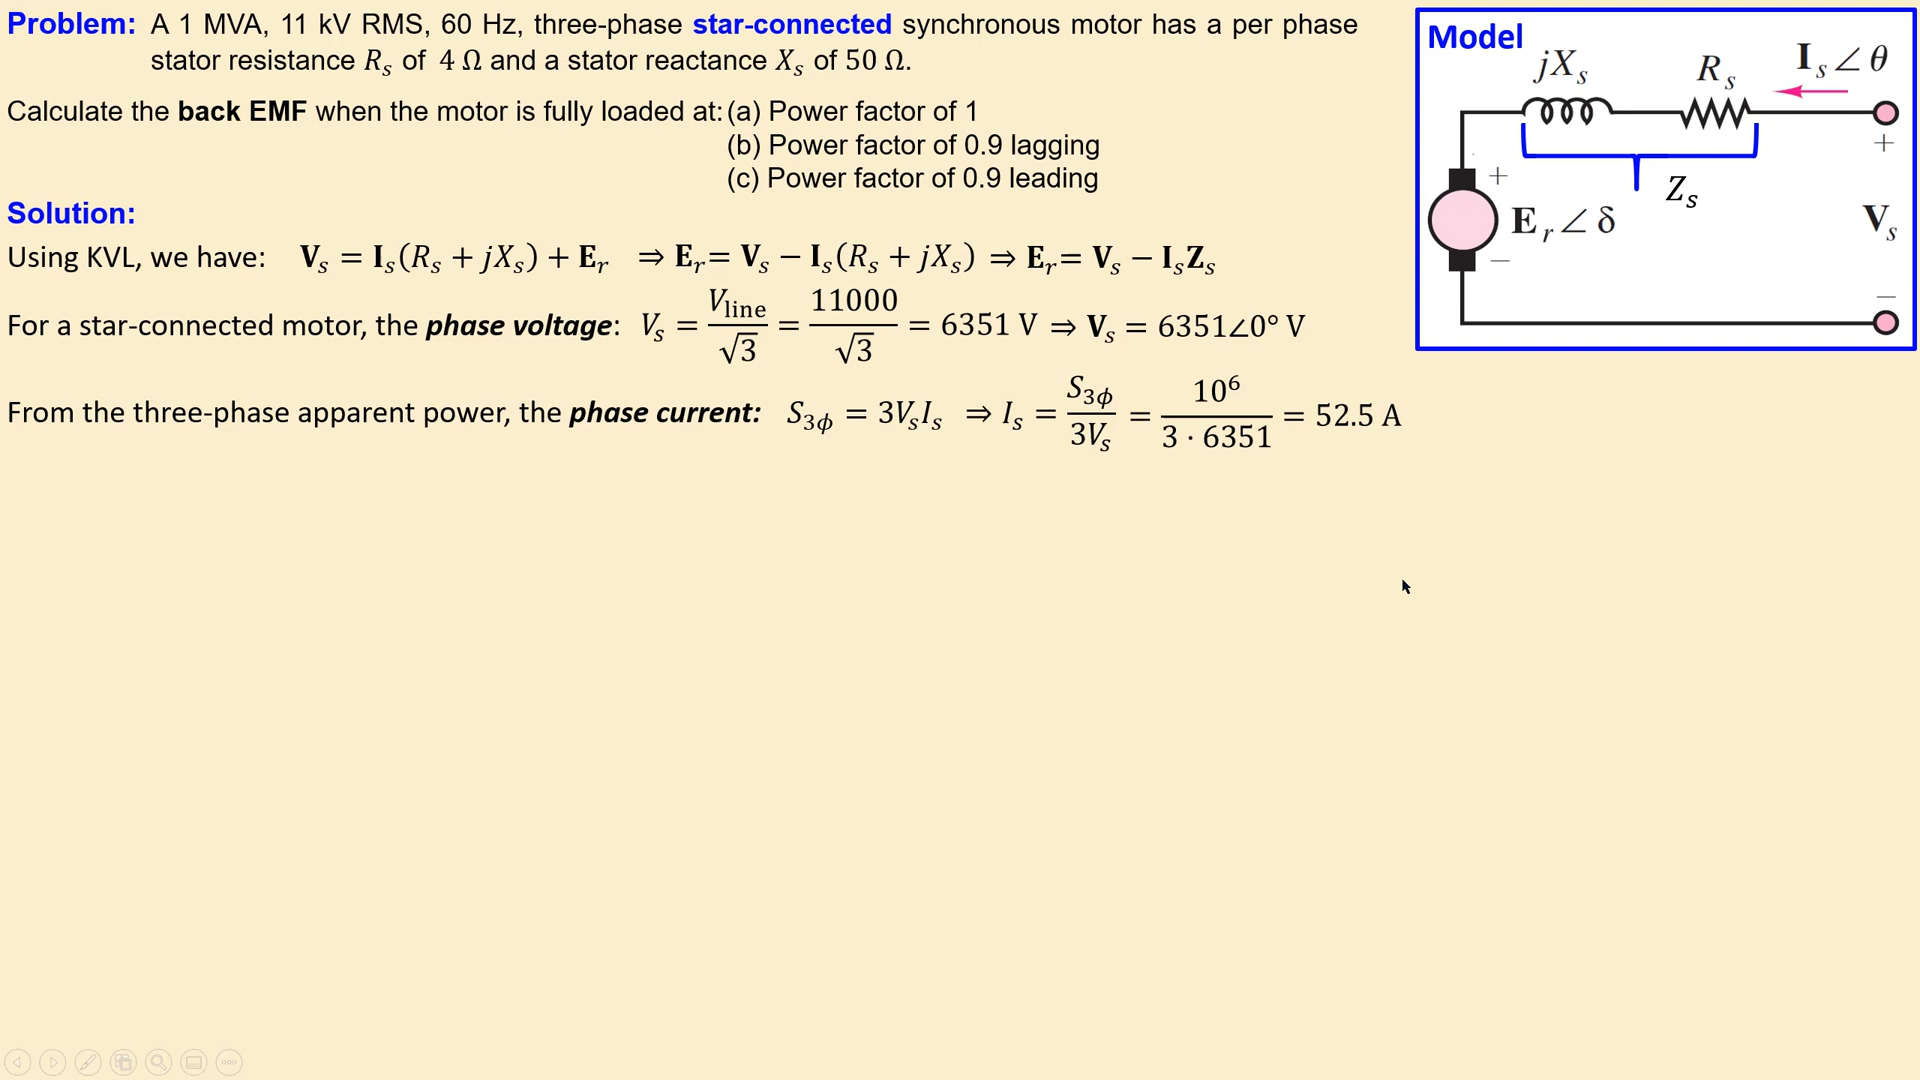 Problem: A 1 MVA, 11 kV RMS, 60 Hz, three-phase star-connected synchronous motor has a per phase
stator resistance Rₛ of 4 Ω and a stator reactance Xₛ of 50 Ω.
Calculate the back EMF when the motor is fully loaded at: (a) Power factor of 1
(b) Power factor of 0.9 lagging
(c) Power factor of 0.9 leading
Solution:
Using KVL, we have: Vₛ = Iₛ(Rₛ + jXₛ) + Eᵣ ⇒ Eᵣ= Vₛ − Iₛ(Rₛ + jXₛ) ⇒ Eᵣ= Vₛ − IₛZₛ
For a star-connected motor, the phase voltage: Vₛ = V_line/√3 = 11000/√3 = 6351 V ⇒ Vₛ = 6351∠0° V
From the three-phase apparent power, the phase current: S₃ϕ = 3VₛIₛ ⇒ Iₛ = S₃ϕ/3Vₛ = 10⁶/(3 · 6351) = 52.5 A
Model
jXₛ Rₛ Iₛ∠θ
+
+ Zₛ
Eᵣ∠δ Vₛ
−
−